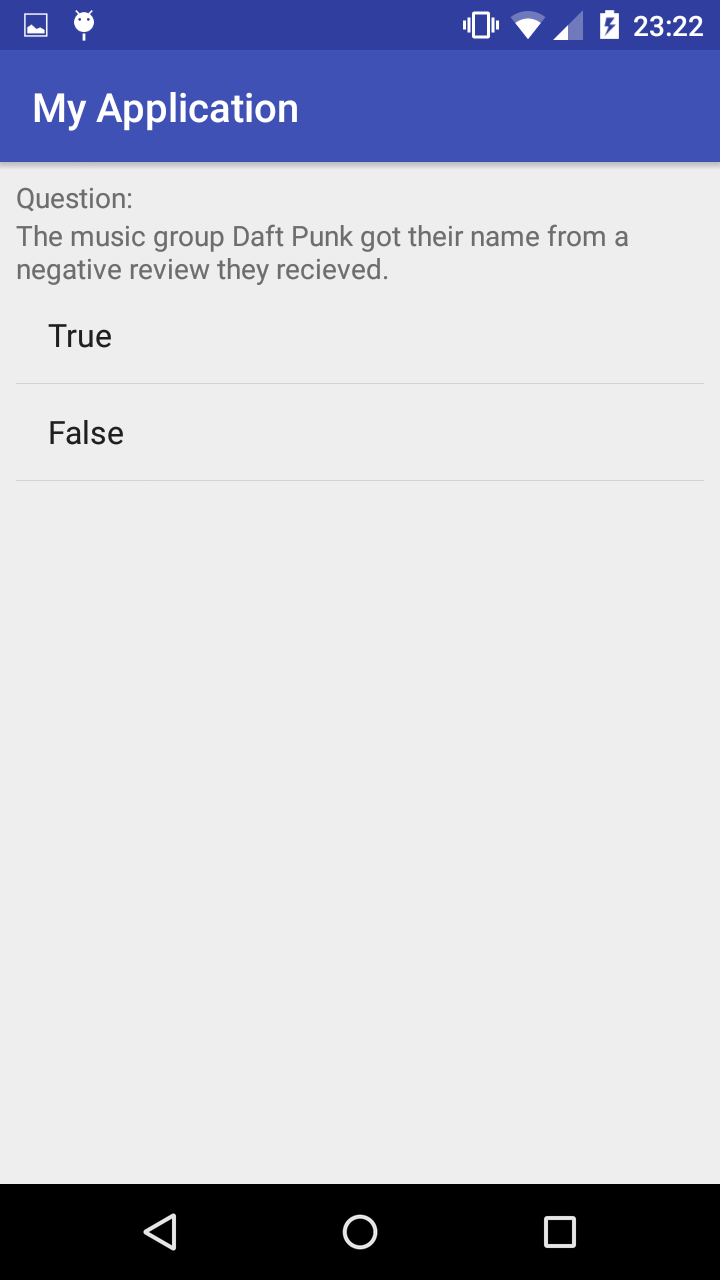 23:22
My Application
Question:
The music group Daft Punk got their name from a
negative review they recieved.
True
False